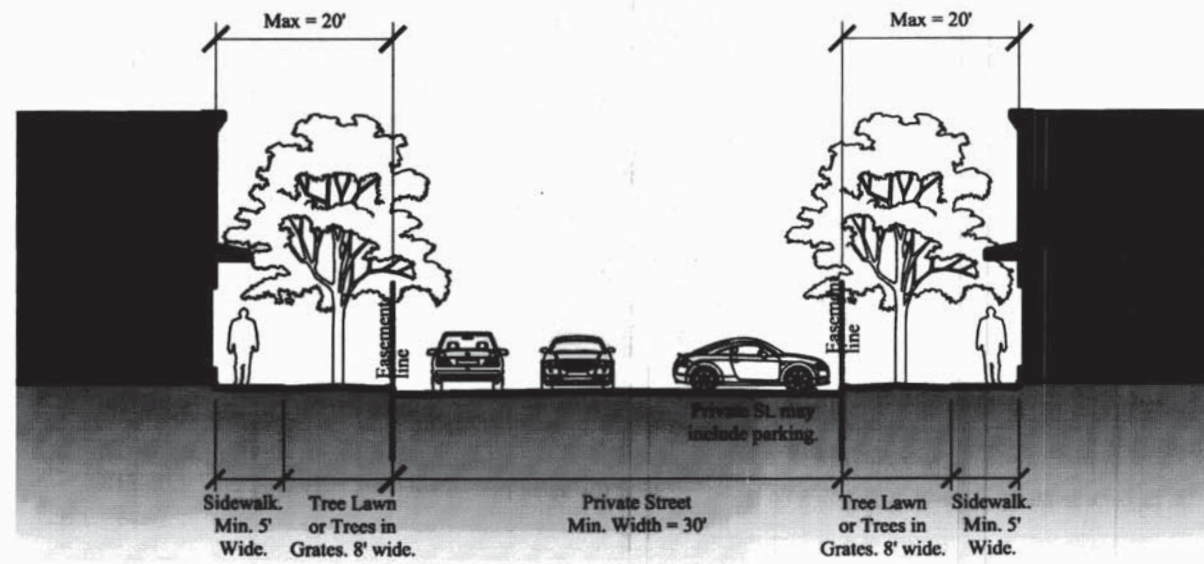 Max = 20'
Max = 20'
Easement
line
Easement
line
Private St. may
include parking.
Sidewalk.
Min. 5'
Wide.
Tree Lawn
or Trees in
Grates. 8' wide.
Private Street
Min. Width = 30'
Tree Lawn
or Trees in
Grates. 8' wide.
Sidewalk.
Min. 5'
Wide.